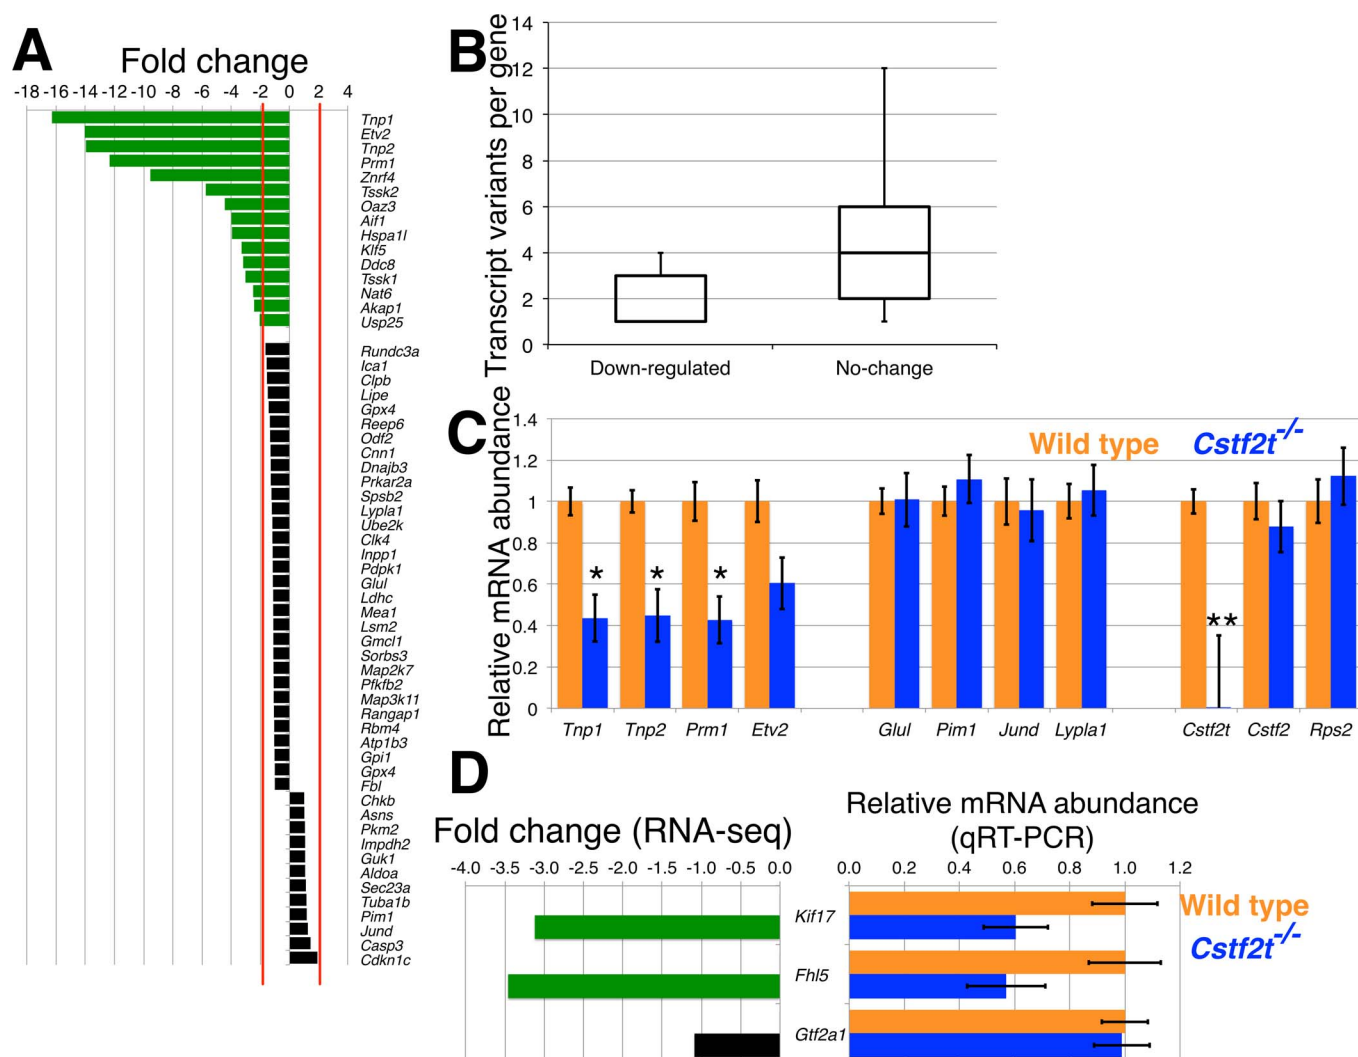 A
Fold change
-18 -16 -14 -12 -10 -8 -6 -4 -2 0 2 4
Tnp1
Etv2
Tnp2
Prm1
Znrf4
Tssk2
Oaz3
Aif1
Hspa1l
Klf5
Ddc8
Tssk1
Nat6
Akap1
Usp25
Rundc3a
Ica1
Clpb
Lipe
Gpx4
Reep6
Odf2
Cnn1
Dnajb3
Prkar2a
Spsb2
Lypla1
Ube2k
Clk4
Inpp1
Pdpk1
Glul
Ldhc
Mea1
Lsm2
Gmcl1
Sorbs3
Map2k7
Pfkfb2
Map3k11
Rangap1
Rbm4
Atp1b3
Gpi1
Gpx4
Fbl
Chkb
Asns
Pkm2
Impdh2
Guk1
Aldoa
Sec23a
Tuba1b
Pim1
Jund
Casp3
Cdkn1c
B
Transcript variants per gene
14
12
10
8
6
4
2
0
Down-regulated No-change
C
Relative mRNA abundance
1.4
1.2
1
0.8
0.6
0.4
0.2
0
Wild type Cstf2t-/-
* * * **
Tnp1 Tnp2 Prm1 Etv2 Glul Pim1 Jund Lypla1 Cstf2t Cstf2 Rps2
D
Fold change (RNA-seq)
-4.0 -3.5 -3.0 -2.5 -2.0 -1.5 -1.0 -0.5 0.0
Relative mRNA abundance
(qRT-PCR)
0.0 0.2 0.4 0.6 0.8 1.0 1.2
Kif17
Fhl5
Gtf2a1
Wild type
Cstf2t-/-